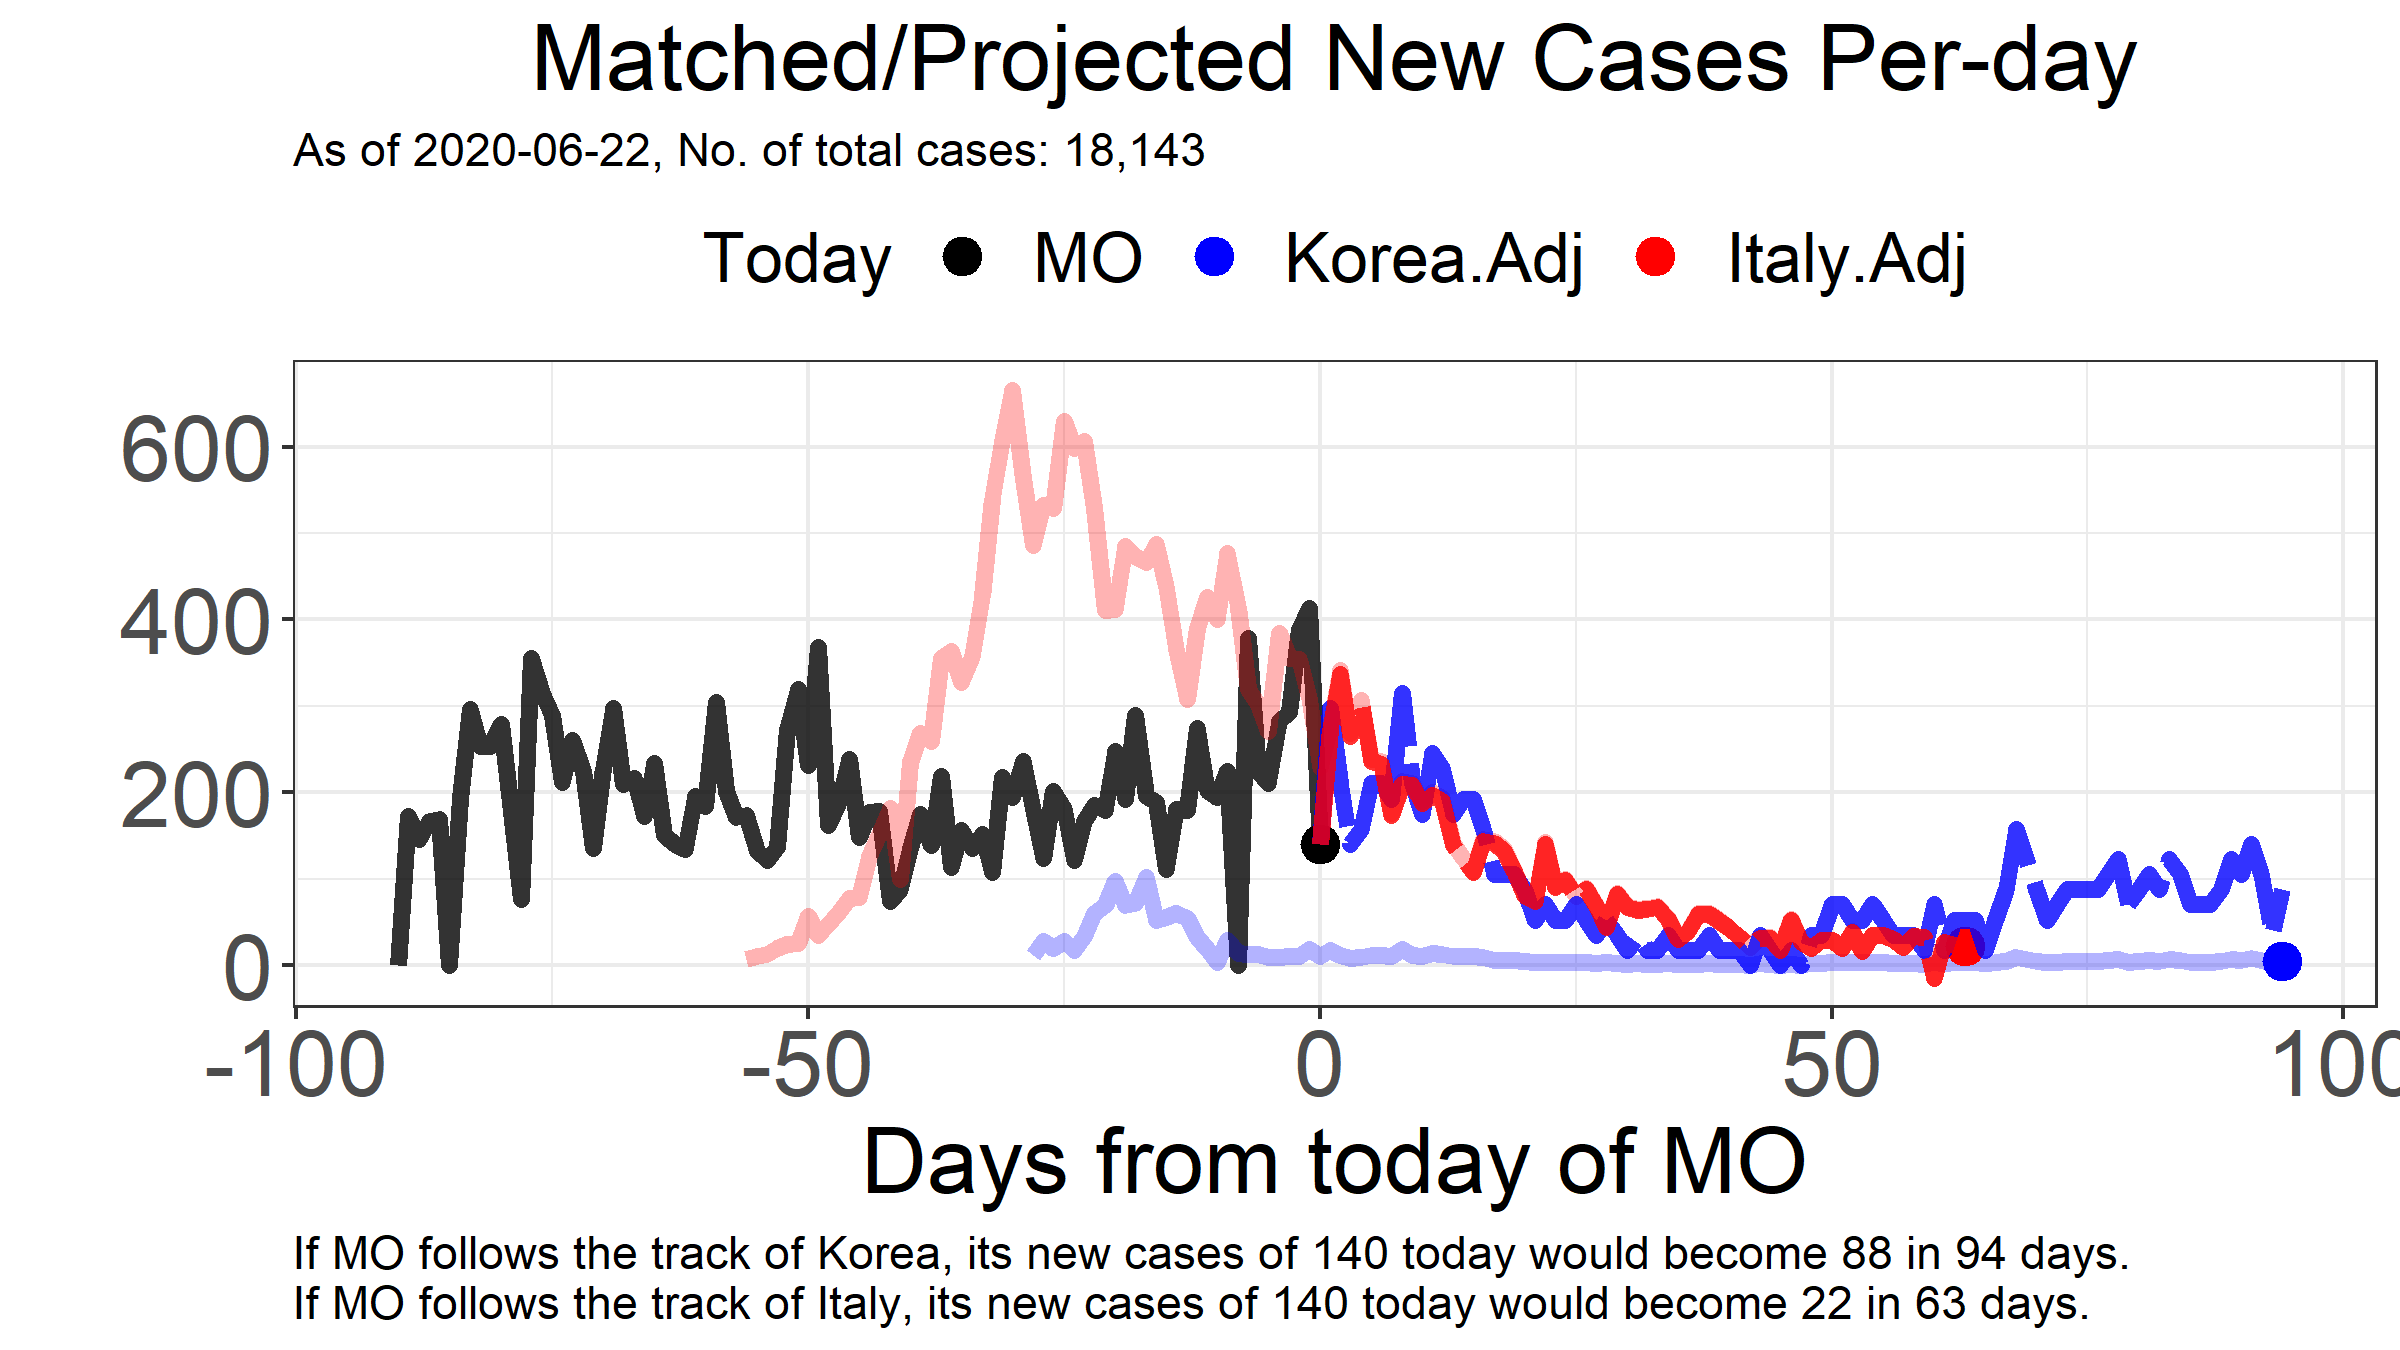 Matched/Projected New Cases Per-day
As of 2020-06-22, No. of total cases: 18,143
Today MO Korea.Adj Italy.Adj
600
400
200
0
-100 -50 0 50 100
Days from today of MO
If MO follows the track of Korea, its new cases of 140 today would become 88 in 94 days.
If MO follows the track of Italy, its new cases of 140 today would become 22 in 63 days.